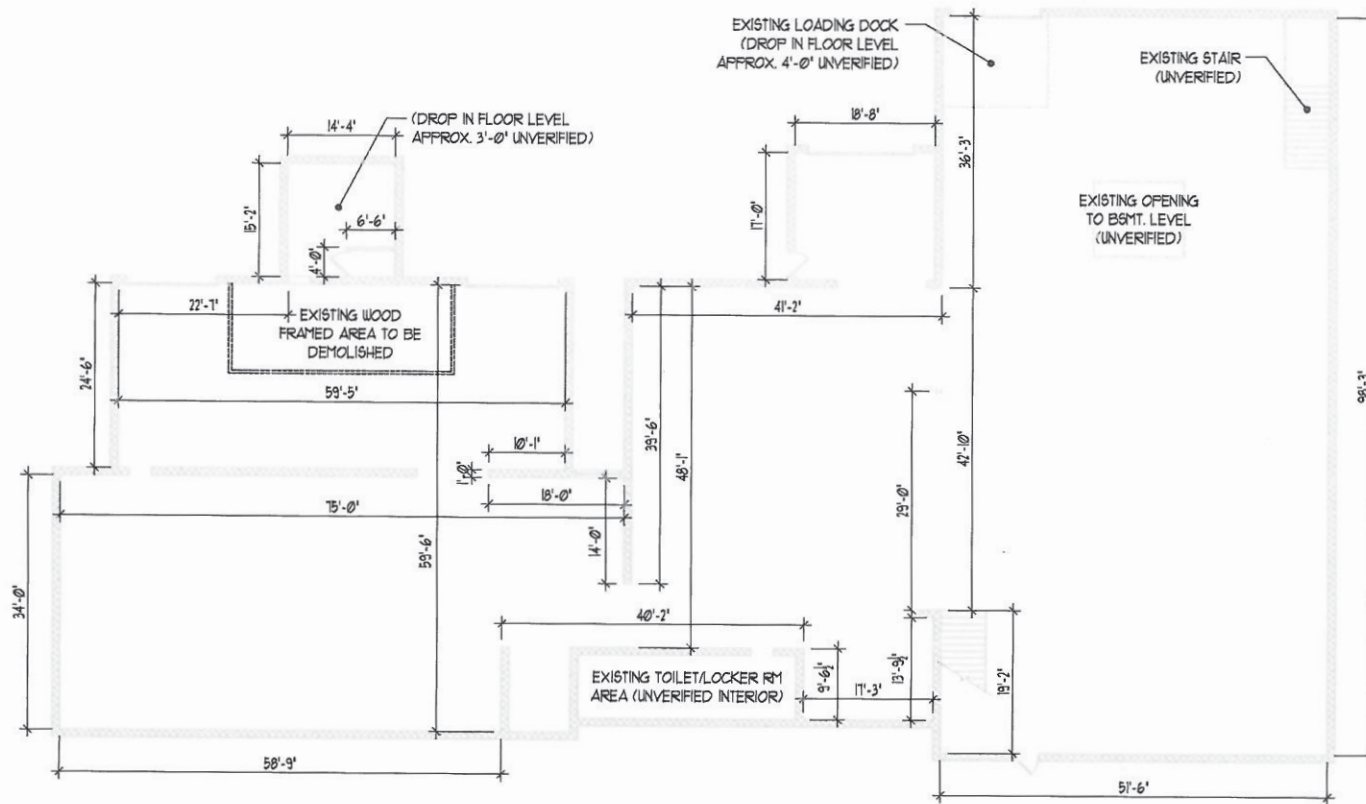 EXISTING LOADING DOCK
(DROP IN FLOOR LEVEL
APPROX. 4'-0" UNVERIFIED)
EXISTING STAIR
(UNVERIFIED)
14'-4"
(DROP IN FLOOR LEVEL
APPROX. 3'-0" UNVERIFIED)
18'-8"
36'-3"
15'-2"
6'-6"
4'-0"
17'-0"
EXISTING OPENING
TO BSMT. LEVEL
(UNVERIFIED)
22'-7"
EXISTING WOOD
FRAMED AREA TO BE
DEMOLISHED
41'-2"
24'-6"
59'-5"
39'-6"
48'-1"
98'-3"
42'-10"
10'-1"
1'-0"
18'-0"
75'-0"
29'-0"
14'-0"
59'-6"
34'-0"
40'-2"
EXISTING TOILET/LOCKER RM
AREA (UNVERIFIED INTERIOR)
9'-6½"
17'-3"
13'-9½"
19'-2"
58'-9"
51'-6"